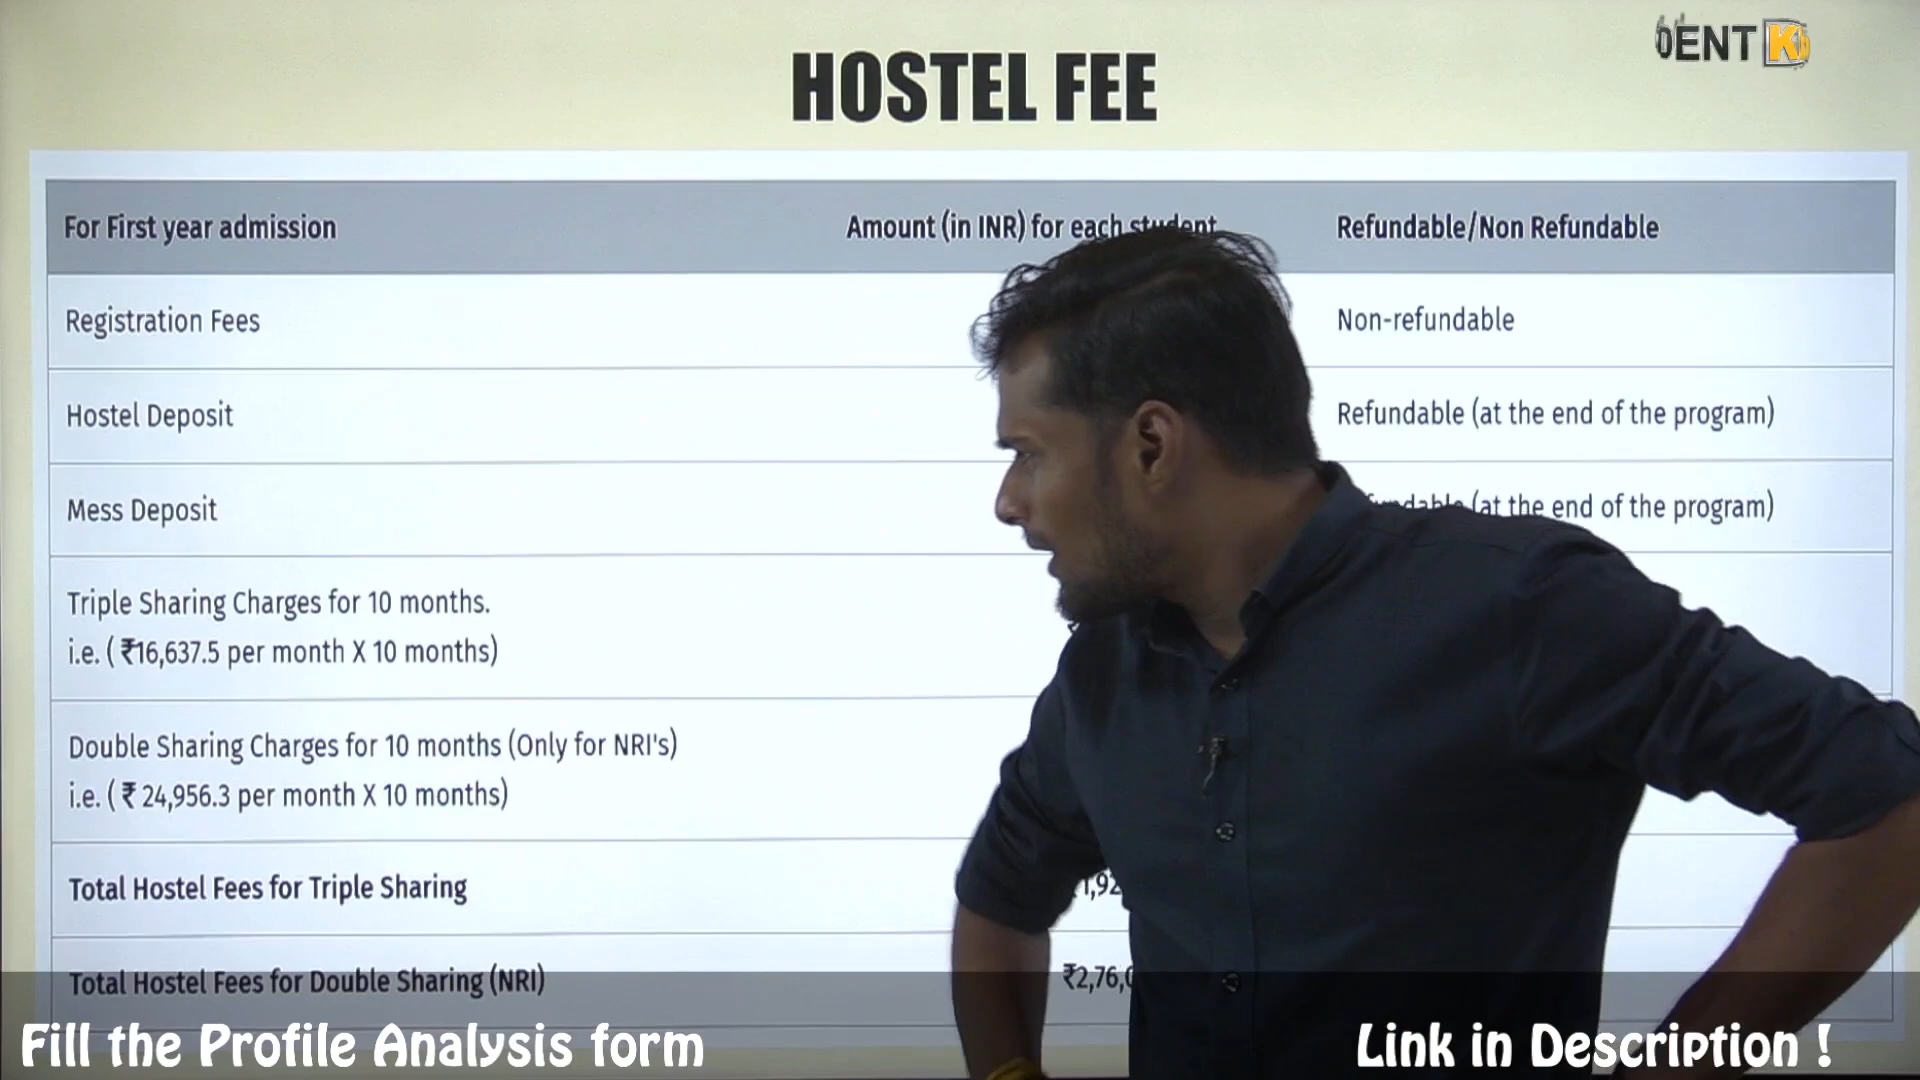 ENT K
HOSTEL FEE
For First year admission Amount (in INR) for each student Refundable/Non Refundable
Registration Fees Non-refundable
Hostel Deposit Refundable (at the end of the program)
Mess Deposit (at the end of the program)
Triple Sharing Charges for 10 months.
i.e. ( ₹16,637.5 per month X 10 months)
Double Sharing Charges for 10 months (Only for NRI's)
i.e. ( ₹ 24,956.3 per month X 10 months)
Total Hostel Fees for Triple Sharing
Total Hostel Fees for Double Sharing (NRI)
Fill the Profile Analysis form Link in Description !